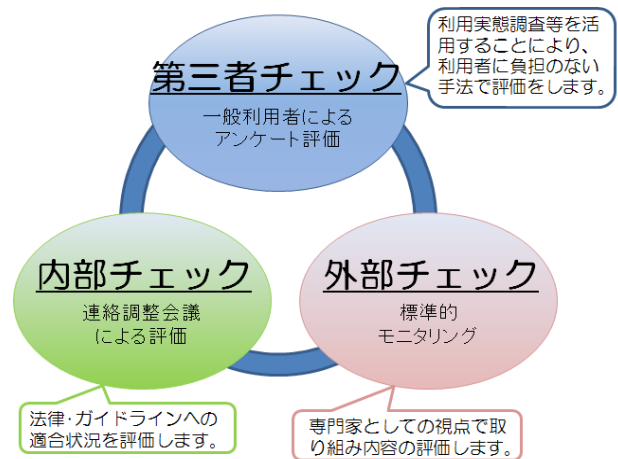 第三者チェック
一般利用者による
アンケート評価
利用実態調査等を活
用することにより、
利用者に負担のない
手法で評価をします。
内部チェック
連絡調整会議
による評価
外部チェック
標準的
モニタリング
法律・ガイドラインへの
適合状況を評価します。
専門家としての視点で取
り組み内容の評価します。